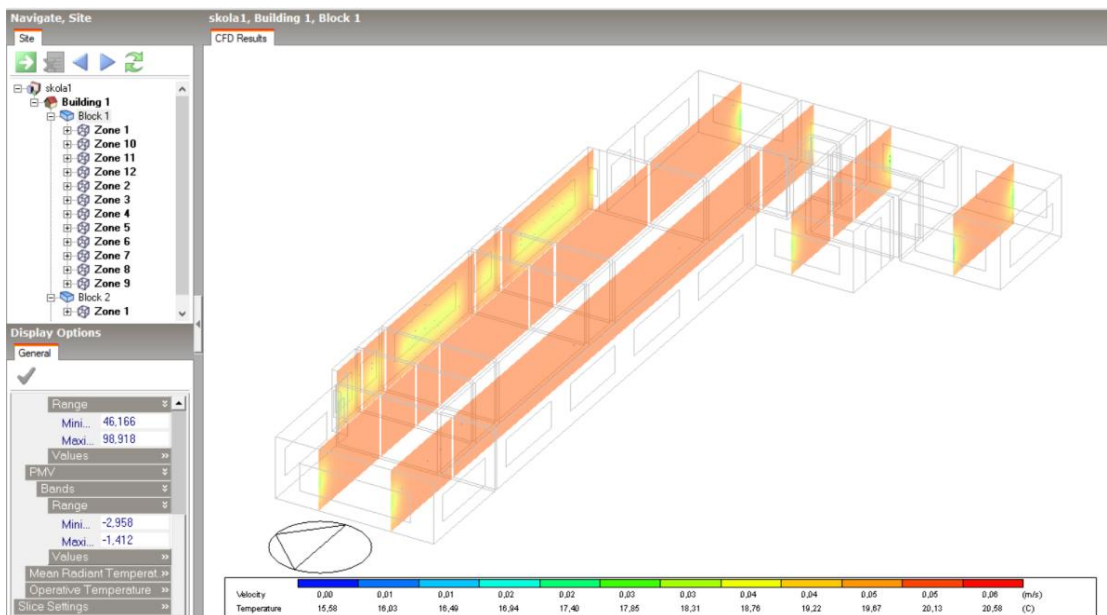 Navigate, Site
Site
skola1
Building 1
Block 1
Zone 1
Zone 10
Zone 11
Zone 12
Zone 2
Zone 3
Zone 4
Zone 5
Zone 6
Zone 7
Zone 8
Zone 9
Block 2
Zone 1
Display Options
General
Range
Mini... 46,166
Maxi... 98,918
Values
PMV
Bands
Range
Mini... -2,958
Maxi... -1,412
Values
Mean Radiant Temperat
Operative Temperature
Slice Settings
skola1, Building 1, Block 1
CFD Results
Velocity 0,00 0,01 0,01 0,02 0,02 0,03 0,03 0,04 0,04 0,05 0,05 0,06 (m/s)
Temperature 15,58 16,03 16,49 16,94 17,40 17,85 18,31 18,76 19,22 19,67 20,13 20,58 (C)